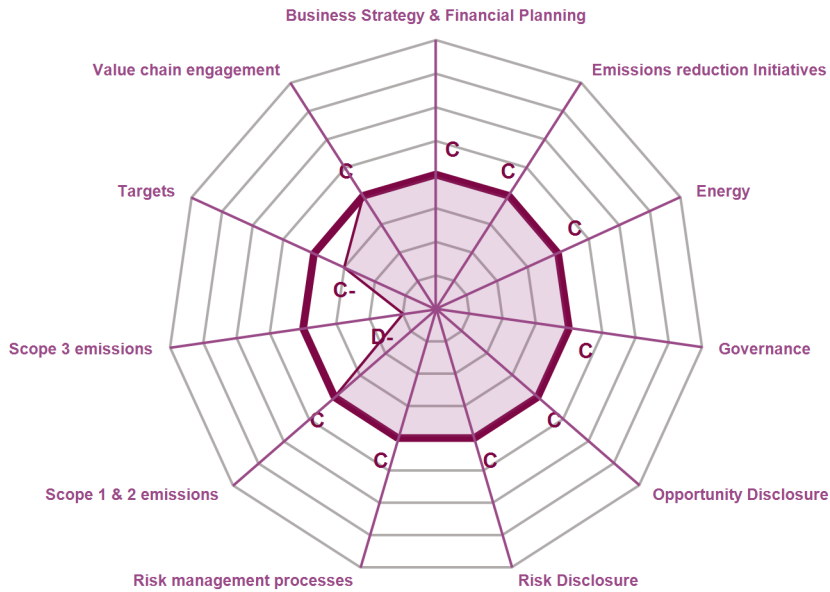 Business Strategy & Financial Planning
Value chain engagement
Emissions reduction Initiatives
C
C
C
Targets
Energy
C
C-
D-
Scope 3 emissions
Governance
C
C
C
C
C
Scope 1 & 2 emissions
Opportunity Disclosure
Risk management processes
Risk Disclosure